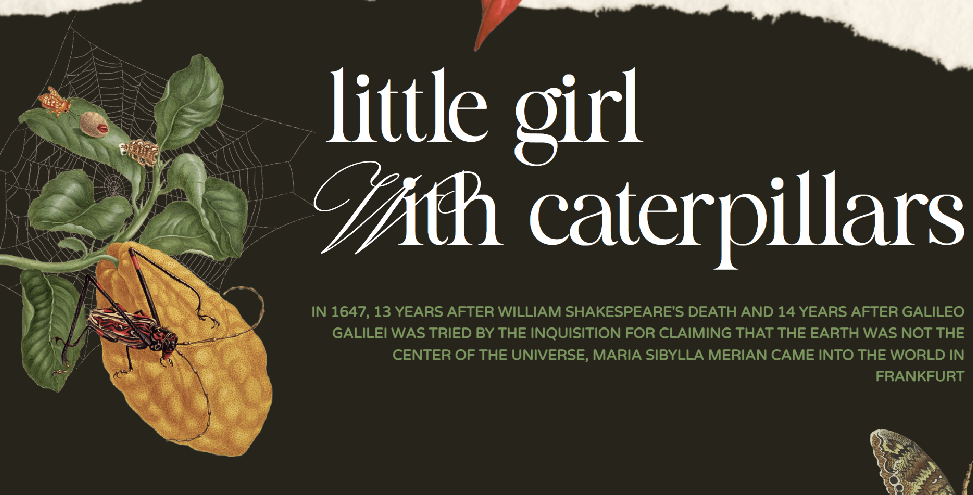 little girl
With caterpillars
IN 1647, 13 YEARS AFTER WILLIAM SHAKESPEARE'S DEATH AND 14 YEARS AFTER GALILEO
GALILEI WAS TRIED BY THE INQUISITION FOR CLAIMING THAT THE EARTH WAS NOT THE
CENTER OF THE UNIVERSE, MARIA SIBYLLA MERIAN CAME INTO THE WORLD IN
FRANKFURT